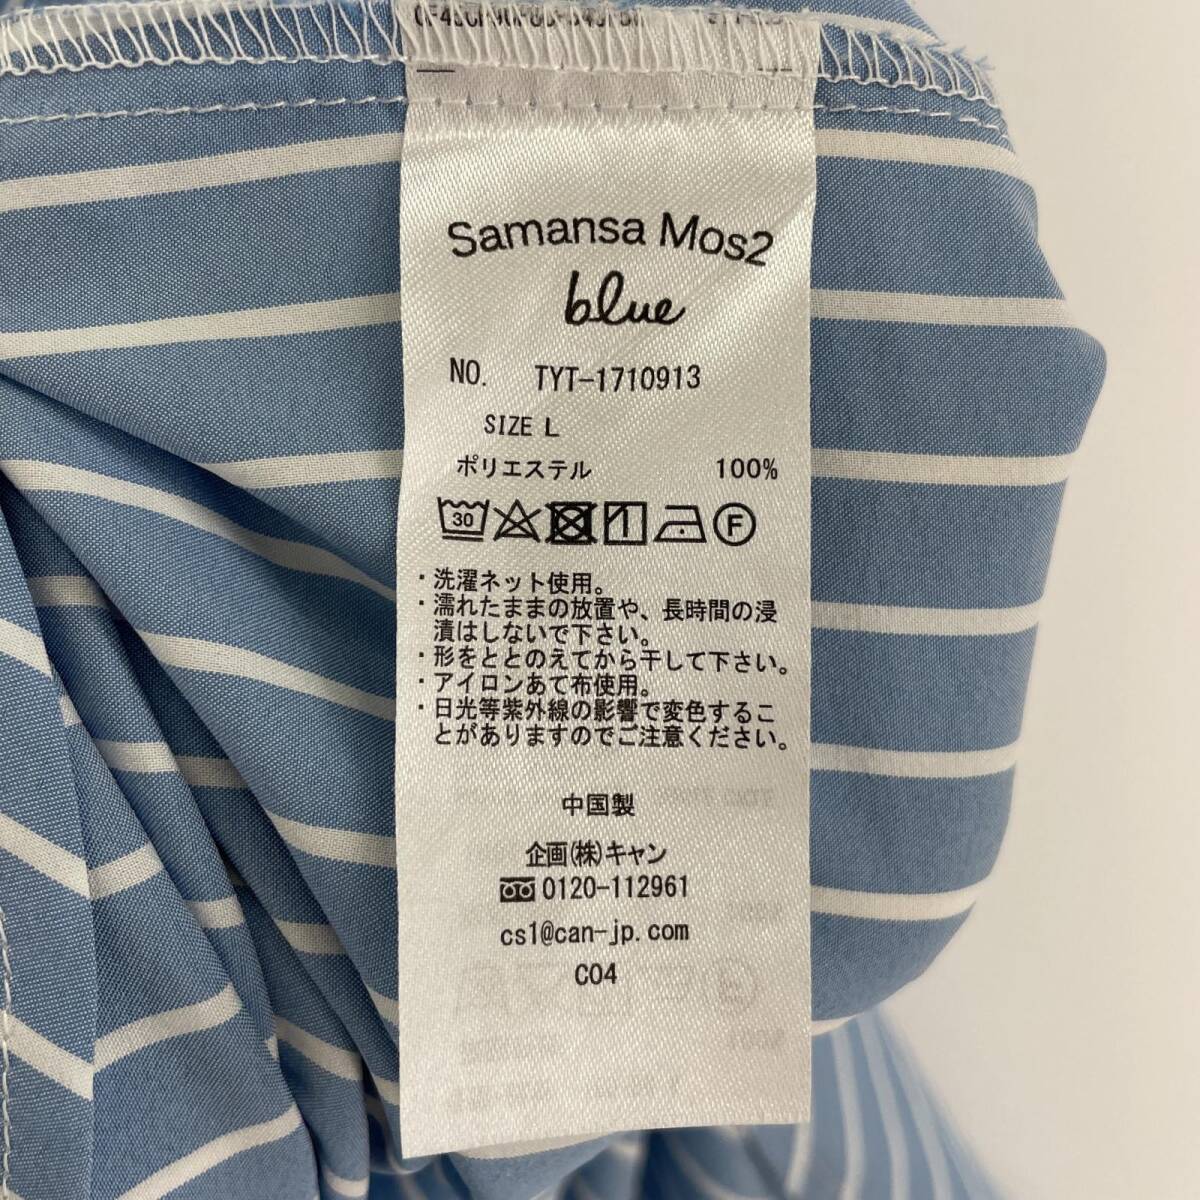 Samansa Mos2
blue
NO. TYT-1710913
SIZE L
ポリエステル 100%
30 F
・洗濯ネット使用。
・濡れたままの放置や、長時間の浸
漬はしないで下さい。
・形をととのえてから干して下さい。
・アイロンあて布使用。
・日光等紫外線の影響で変色するこ
とがありますのでご注意ください。
中国製
企画(株)キャン
0120-112961
cs1@can-jp.com
C04